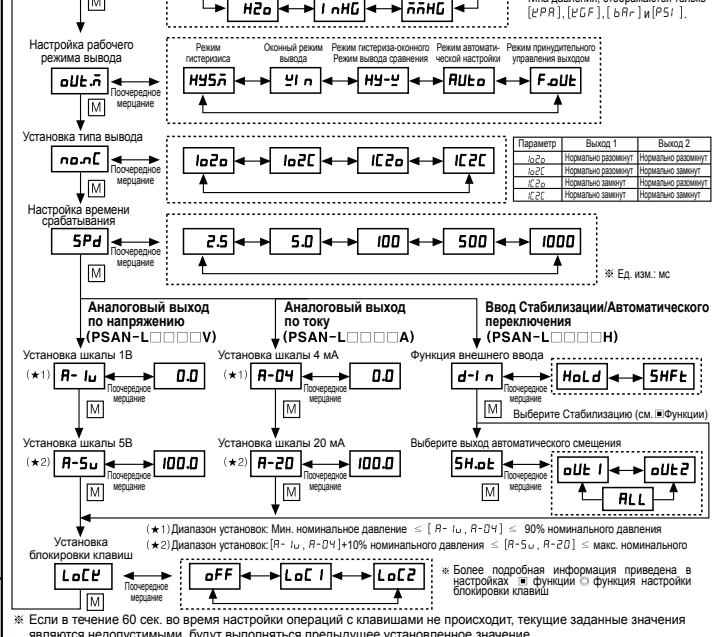 типа давления, отображаются только
M
H2o
InHG
mmHG
[KPA], [KGF], [bAr] и [PSI].
Настройка рабочего
режима вывода
Режим
гистеризиса
Оконный режим
вывода
Режим гистериза-оконного
Режим вывода сравнения
Режим автомати-
ческой настройки
Режим принудительного
управления выходом
oUt.m
Поочередное
мерцание
HYSm
WIn
HY-W
AUto
F.oUt
M
Установка типа вывода
no.nC
Поочередное
мерцание
1o2o
1o2C
1C2o
1C2C
M
Параметр Выход 1 Выход 2
1o2o Нормально разомкнут Нормально разомкнут
1o2C Нормально разомкнут Нормально замкнут
1C2o Нормально замкнут Нормально разомкнут
1C2C Нормально замкнут Нормально замкнут
Настройка времени
срабатывания
SPd
Поочередное
мерцание
2.5
5.0
100
500
1000
M
※ Ед. изм.: мс
Аналоговый выход
по напряжению
(PSAN-L□□□□V)
Аналоговый выход
по току
(PSAN-L□□□□A)
Ввод Стабилизации/Автоматического
переключения
(PSAN-L□□□□H)
Установка шкалы 1В
(★1) A-1v
0.0
Поочередное
мерцание
M
Установка шкалы 4 мА
(★1) A-04
0.0
Поочередное
мерцание
M
Функция внешнего ввода
d-In
HoLd
SHFt
Поочередное
мерцание
M
Выберите Стабилизацию (см.▣Функции)
Установка шкалы 5В
(★2) A-5v
100.0
Поочередное
мерцание
M
Установка шкалы 20 мА
(★2) A-20
100.0
Поочередное
мерцание
M
Выберите выход автоматического смещения
SH.ot
oUt1
oUt2
ALL
Поочередное
мерцание
M
(★1) Диапазон установок: Мин. номинальное давление ≤ [A-1v, A-04] ≤ 90% номинального давления
(★2) Диапазон установок:[A-1v, A-04]+10% номинального давления ≤ [A-5v, A-20] ≤ макс. номинального
Установка
блокировки клавиш
LoCK
Поочередное
мерцание
oFF
LoC1
LoC2
M
※ Более подробная информация приведена в
настройках ▣ функции ◎ функция настройки
блокировки клавиш
※ Если в течение 60 сек. во время настройки операций с клавишами не происходит, текущие заданные значения
являются недопустимыми, будут выполняться предыдущее установленное значение.